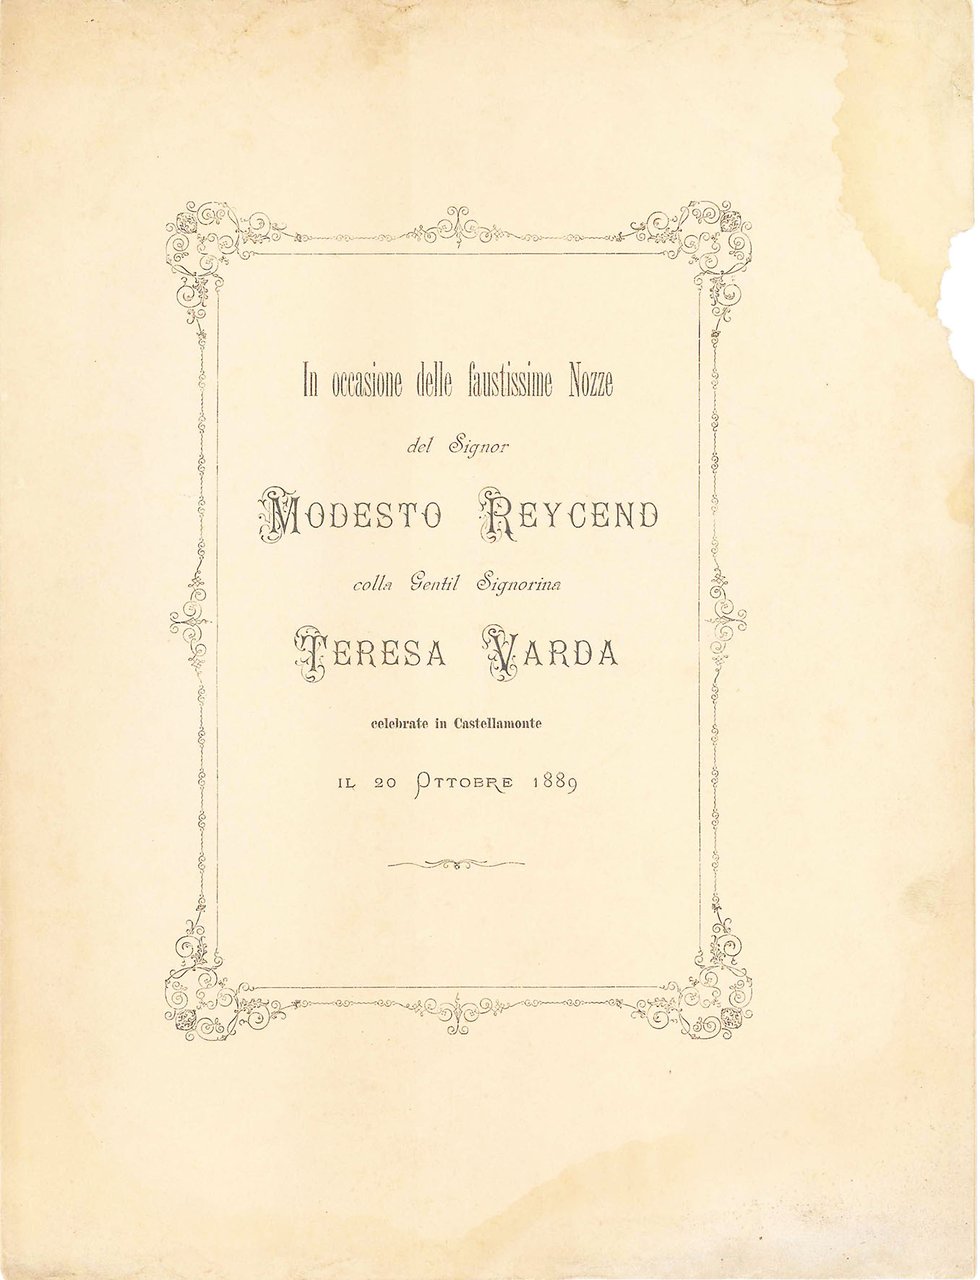 In occasione delle faustissime Nozze
del Signor
MODESTO REYCEND
colla Gentil Signorina
TERESA VARDA
celebrate in Castellamonte
IL 20 OTTOBRE 1889